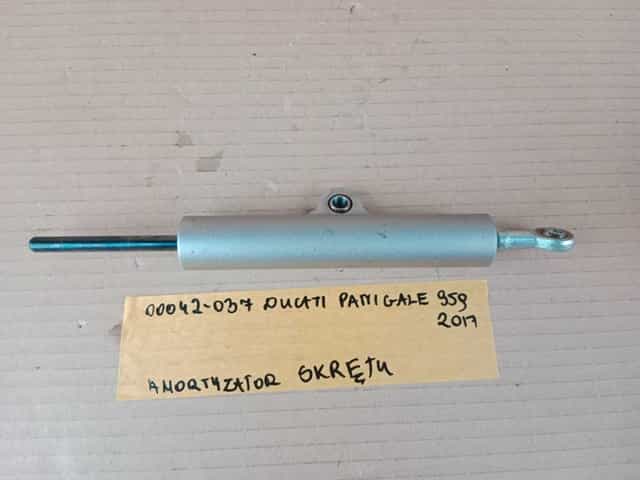 00042-037 DUCATI PANIGALE 959
2017
AMORTYZATOR SKRĘTU